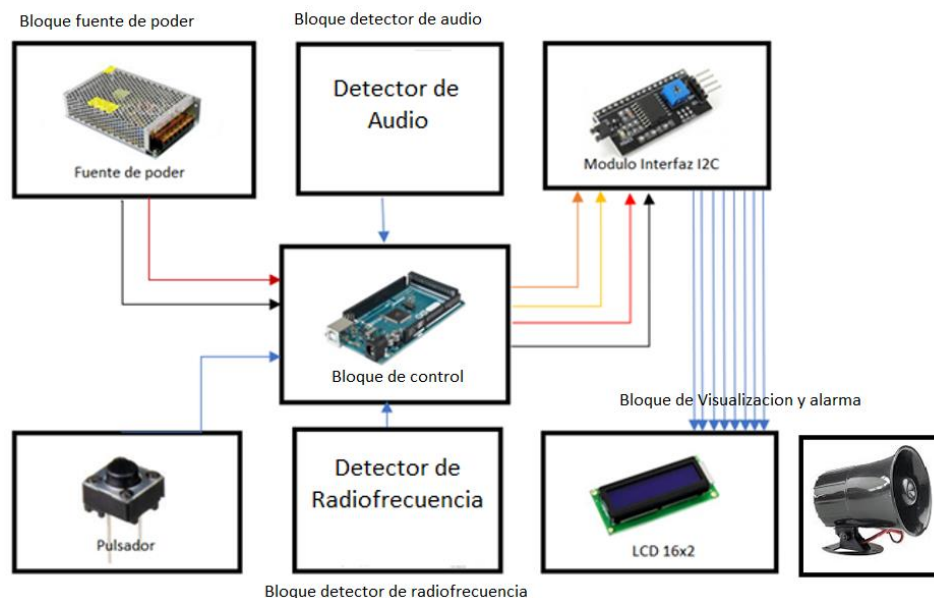 Bloque fuente de poder
Bloque detector de audio
Detector de
Audio
Fuente de poder
Modulo Interfaz I2C
Bloque de control
Bloque de Visualizacion y alarma
Detector de
Radiofrecuencia
Pulsador
LCD 16x2
Bloque detector de radiofrecuencia